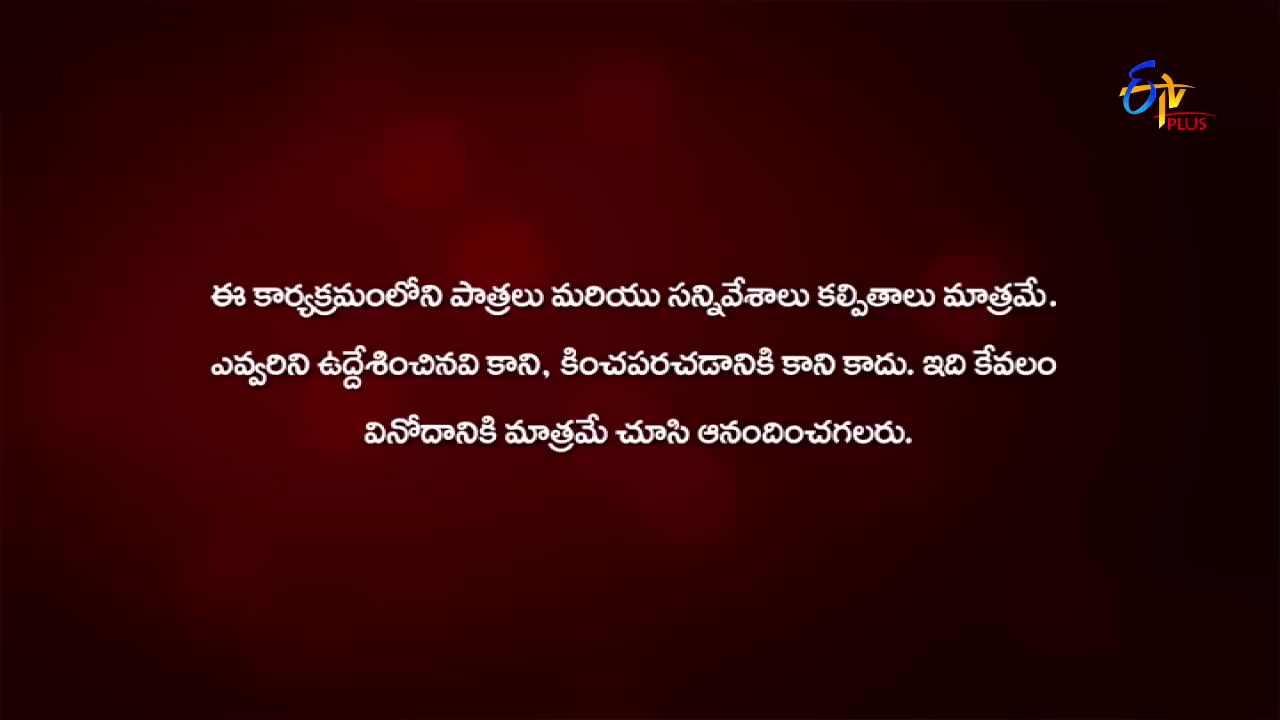 ETV
PLUS
ఈ కార్యక్రమంలోని పాత్రలు మరియు సన్నివేశాలు కల్పితాలు మాత్రమే.
ఎవ్వరిని ఉద్దేశించినవి కాని, కించపరచడానికి కాని కాదు. ఇది కేవలం
వినోదానికి మాత్రమే చూసి ఆనందించగలరు.